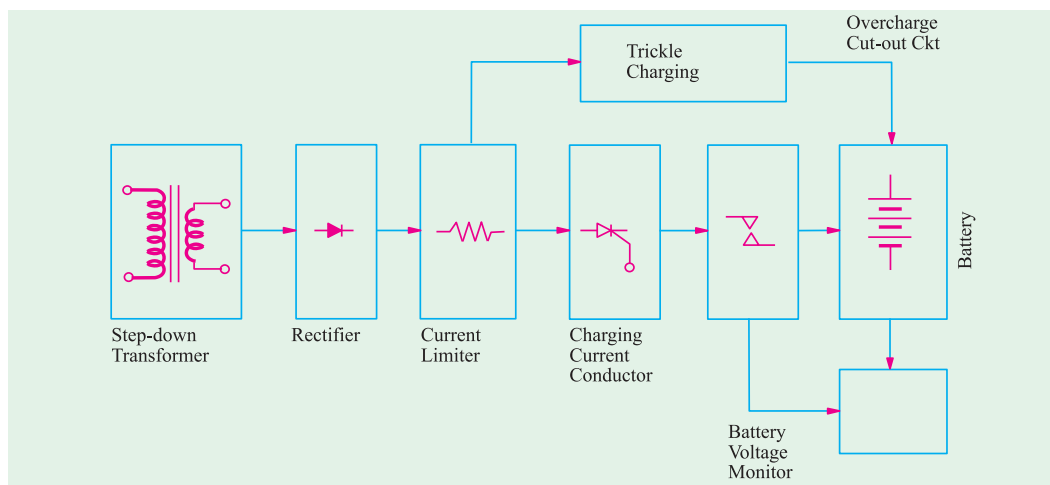 Overcharge
Cut-out Ckt
Trickle
Charging
Battery
Step-down
Transformer
Rectifier
Current
Limiter
Charging
Current
Conductor
Battery
Voltage
Monitor